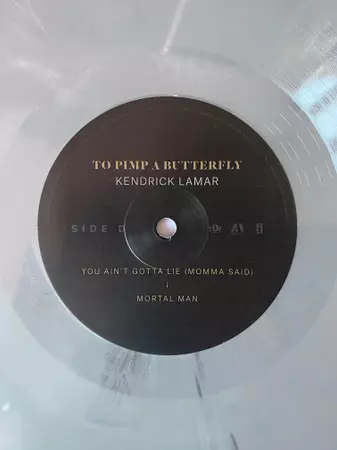 TO PIMP A BUTTERFLY
KENDRICK LAMAR
SIDE D
YOU AIN'T GOTTA LIE (MOMMA SAID)
i
MORTAL MAN